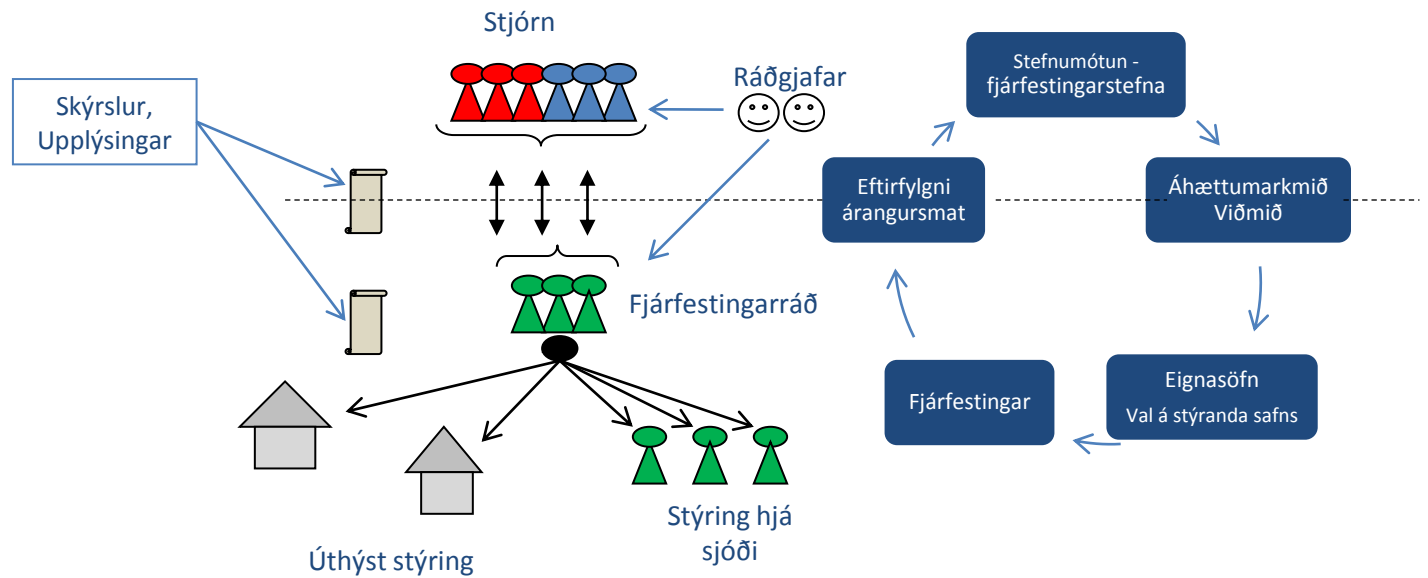 Stjórn
Skýrslur,
Upplýsingar
Ráðgjafar
Fjárfestingarráð
Úthýst stýring
Stýring hjá
sjóði
Stefnumótun -
fjárfestingarstefna
Áhættumarkmið
Viðmið
Eignasöfn
Val á stýranda safns
Fjárfestingar
Eftirfylgni
árangursmat